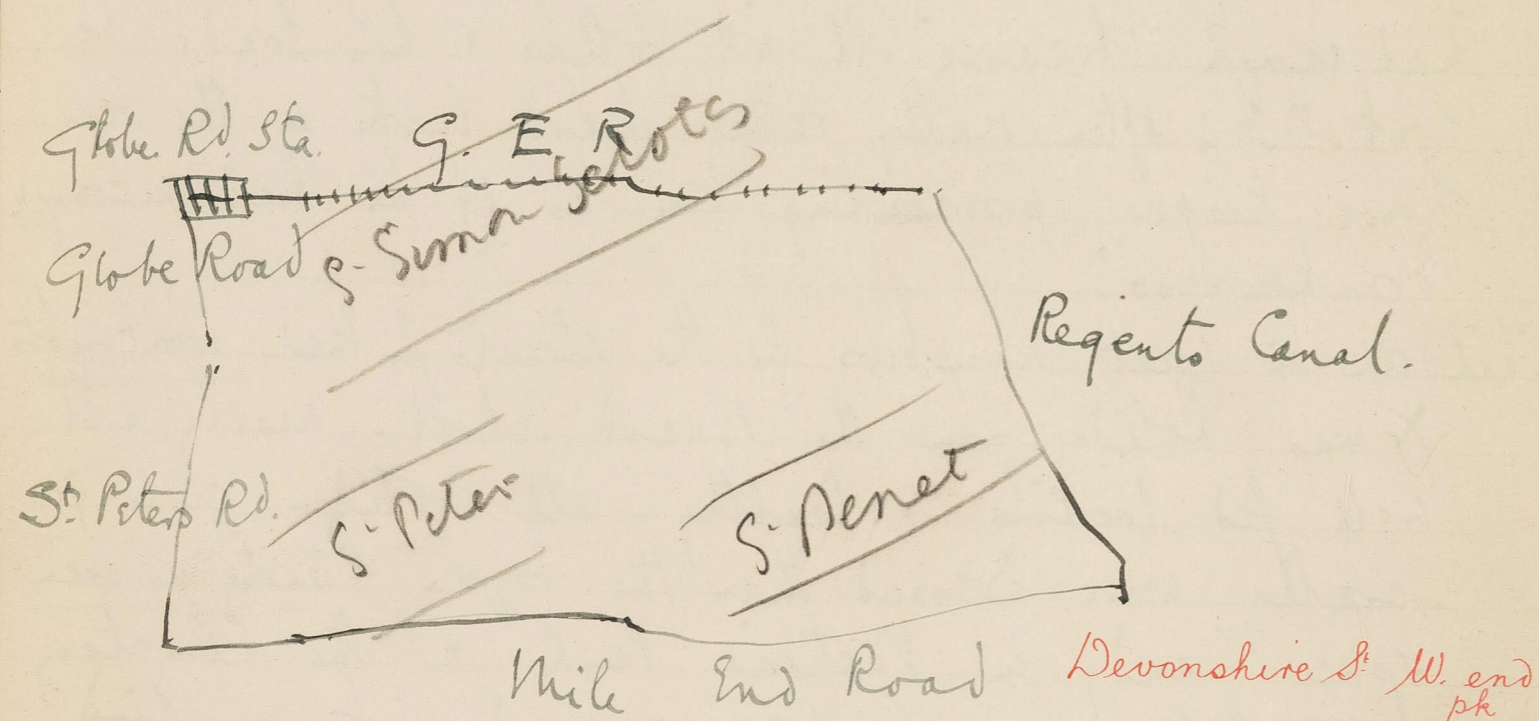 Globe Rd. Sta.
G. E. R
S. Simon Zelotes
Globe Road
Regents Canal.
St. Peters Rd.
S. Peter
S. Benet
Mile End Road
Devonshire St. W. end
pk